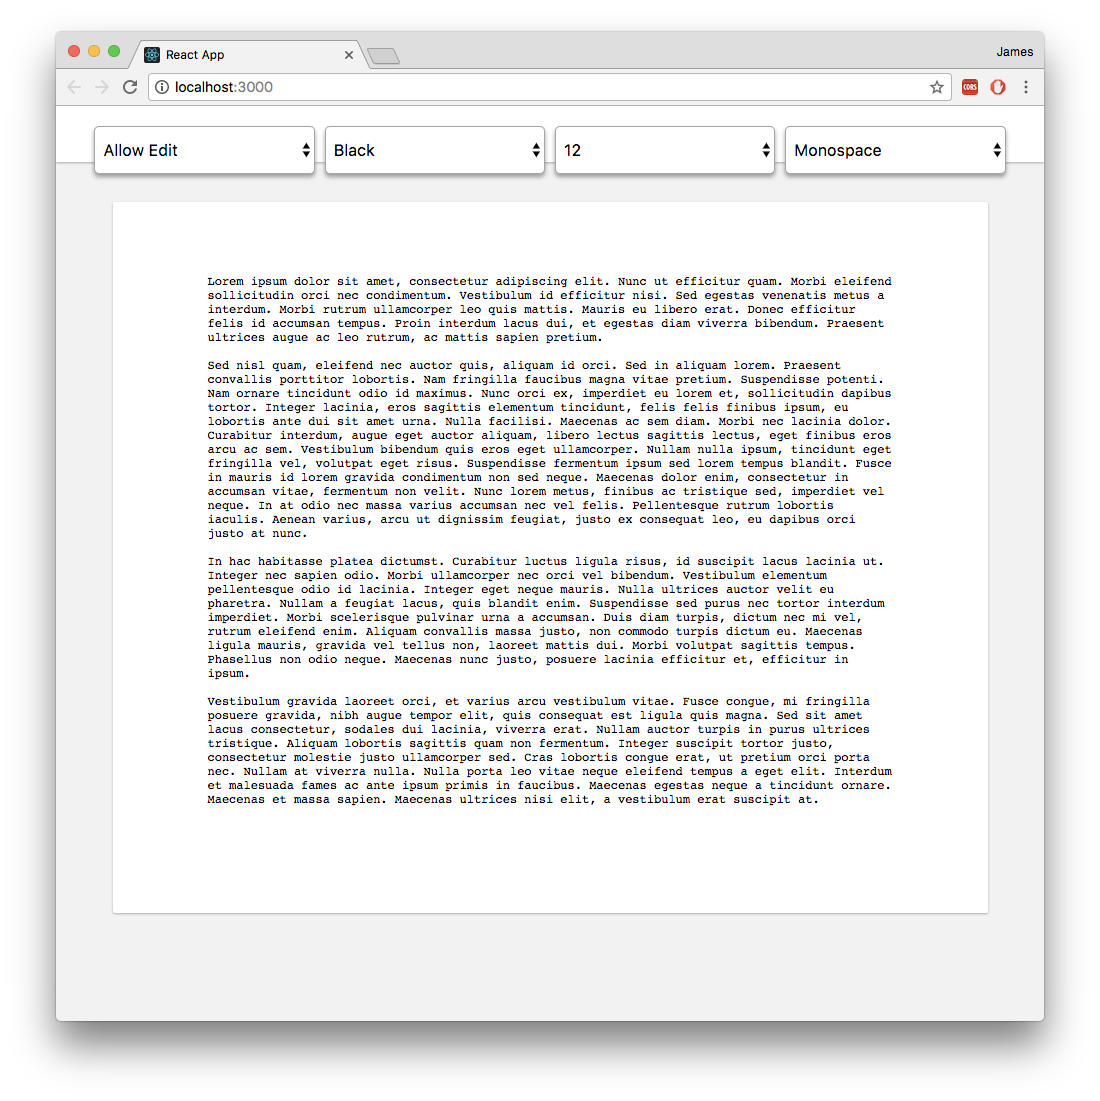 React App
James
localhost:3000
CORS
Allow Edit
Black
12
Monospace
Lorem ipsum dolor sit amet, consectetur adipiscing elit. Nunc ut efficitur quam. Morbi eleifend
sollicitudin orci nec condimentum. Vestibulum id efficitur nisi. Sed egestas venenatis metus a
interdum. Morbi rutrum ullamcorper leo quis mattis. Mauris eu libero erat. Donec efficitur
felis id accumsan tempus. Proin interdum lacus dui, et egestas diam viverra bibendum. Praesent
ultrices augue ac leo rutrum, ac mattis sapien pretium.
Sed nisl quam, eleifend nec auctor quis, aliquam id orci. Sed in aliquam lorem. Praesent
convallis porttitor lobortis. Nam fringilla faucibus magna vitae pretium. Suspendisse potenti.
Nam ornare tincidunt odio id maximus. Nunc orci ex, imperdiet eu lorem et, sollicitudin dapibus
tortor. Integer lacinia, eros sagittis elementum tincidunt, felis felis finibus ipsum, eu
lobortis ante dui sit amet urna. Nulla facilisi. Maecenas ac sem diam. Morbi nec lacinia dolor.
Curabitur interdum, augue eget auctor aliquam, libero lectus sagittis lectus, eget finibus eros
arcu ac sem. Vestibulum bibendum quis eros eget ullamcorper. Nullam nulla ipsum, tincidunt eget
fringilla vel, volutpat eget risus. Suspendisse fermentum ipsum sed lorem tempus blandit. Fusce
in mauris id lorem gravida condimentum non sed neque. Maecenas dolor enim, consectetur in
accumsan vitae, fermentum non velit. Nunc lorem metus, finibus ac tristique sed, imperdiet vel
neque. In at odio nec massa varius accumsan nec vel felis. Pellentesque rutrum lobortis
iaculis. Aenean varius, arcu ut dignissim feugiat, justo ex consequat leo, eu dapibus orci
justo at nunc.
In hac habitasse platea dictumst. Curabitur luctus ligula risus, id suscipit lacus lacinia ut.
Integer nec sapien odio. Morbi ullamcorper nec orci vel bibendum. Vestibulum elementum
pellentesque odio id lacinia. Integer eget neque mauris. Nulla ultrices auctor velit eu
pharetra. Nullam a feugiat lacus, quis blandit enim. Suspendisse sed purus nec tortor interdum
imperdiet. Morbi scelerisque pulvinar urna a accumsan. Duis diam turpis, dictum nec mi vel,
rutrum eleifend enim. Aliquam convallis massa justo, non commodo turpis dictum eu. Maecenas
ligula mauris, gravida vel tellus non, laoreet mattis dui. Morbi volutpat sagittis tempus.
Phasellus non odio neque. Maecenas nunc justo, posuere lacinia efficitur et, efficitur in
ipsum.
Vestibulum gravida laoreet orci, et varius arcu vestibulum vitae. Fusce congue, mi fringilla
posuere gravida, nibh augue tempor elit, quis consequat est ligula quis magna. Sed sit amet
lacus consectetur, sodales dui lacinia, viverra erat. Nullam auctor turpis in purus ultrices
tristique. Aliquam lobortis sagittis quam non fermentum. Integer suscipit tortor justo,
consectetur molestie justo ullamcorper sed. Cras lobortis congue erat, ut pretium orci porta
nec. Nullam at viverra nulla. Nulla porta leo vitae neque eleifend tempus a eget elit. Interdum
et malesuada fames ac ante ipsum primis in faucibus. Maecenas egestas neque a tincidunt ornare.
Maecenas et massa sapien. Maecenas ultrices nisi elit, a vestibulum erat suscipit at.